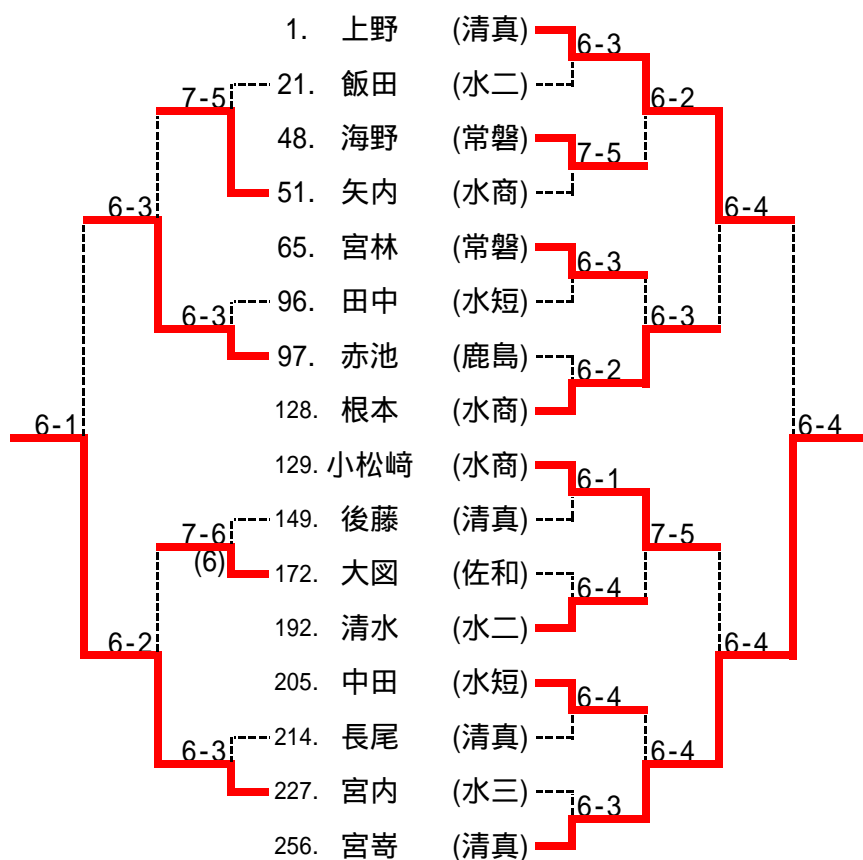 1. 上野 (清真)
6-3
21. 飯田 (水二)
7-5
6-2
48. 海野 (常磐)
7-5
51. 矢内 (水商)
6-3
6-4
65. 宮林 (常磐)
6-3
96. 田中 (水短)
6-3
6-3
97. 赤池 (鹿島)
6-2
128. 根本 (水商)
6-1
6-4
129. 小松﨑 (水商)
6-1
149. 後藤 (清真)
7-6
(6)
7-5
172. 大図 (佐和)
6-4
192. 清水 (水二)
6-2
6-4
205. 中田 (水短)
6-4
214. 長尾 (清真)
6-3
6-4
227. 宮内 (水三)
6-3
256. 宮嵜 (清真)